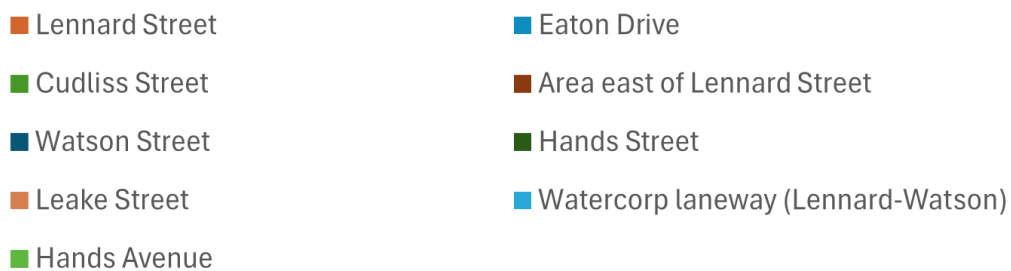 Lennard Street
Eaton Drive
Cudliss Street
Area east of Lennard Street
Watson Street
Hands Street
Leake Street
Watercorp laneway (Lennard-Watson)
Hands Avenue